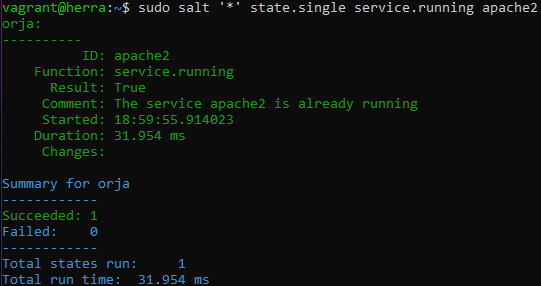 vagrant@herra:~$ sudo salt '*' state.single service.running apache2
orja:
----------
          ID: apache2
    Function: service.running
      Result: True
     Comment: The service apache2 is already running
     Started: 18:59:55.914023
    Duration: 31.954 ms
     Changes:

Summary for orja
------------
Succeeded: 1
Failed:    0
------------
Total states run:     1
Total run time:  31.954 ms